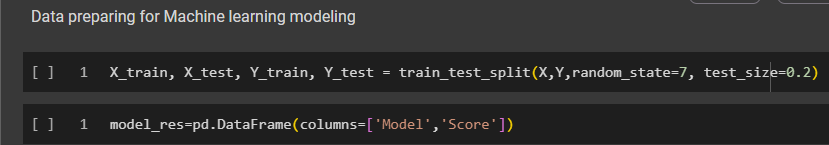 Data preparing for Machine learning modeling
[ ] 1 X_train, X_test, Y_train, Y_test = train_test_split(X,Y,random_state=7, test_size=0.2)
[ ] 1 model_res=pd.DataFrame(columns=['Model','Score'])